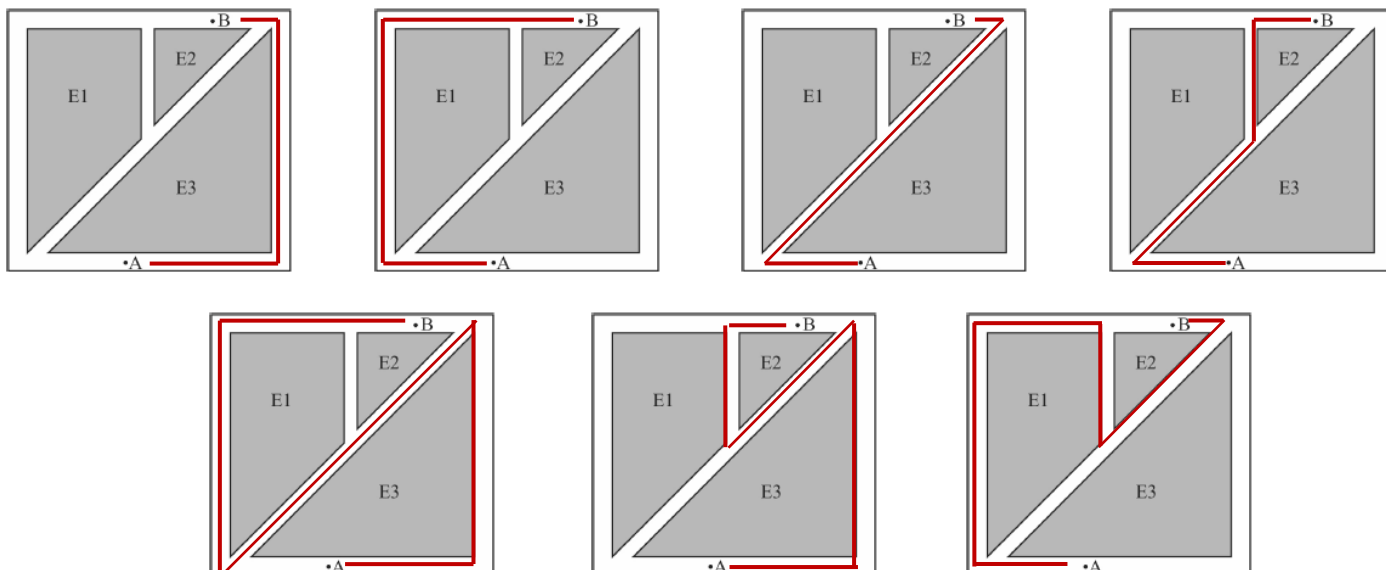 B B B B
E2 E2 E2 E2
E1 E1 E1 E1
E3 E3 E3 E3
A A A A
B B B
E2 E2 E2
E1 E1 E1
E3 E3 E3
A A A